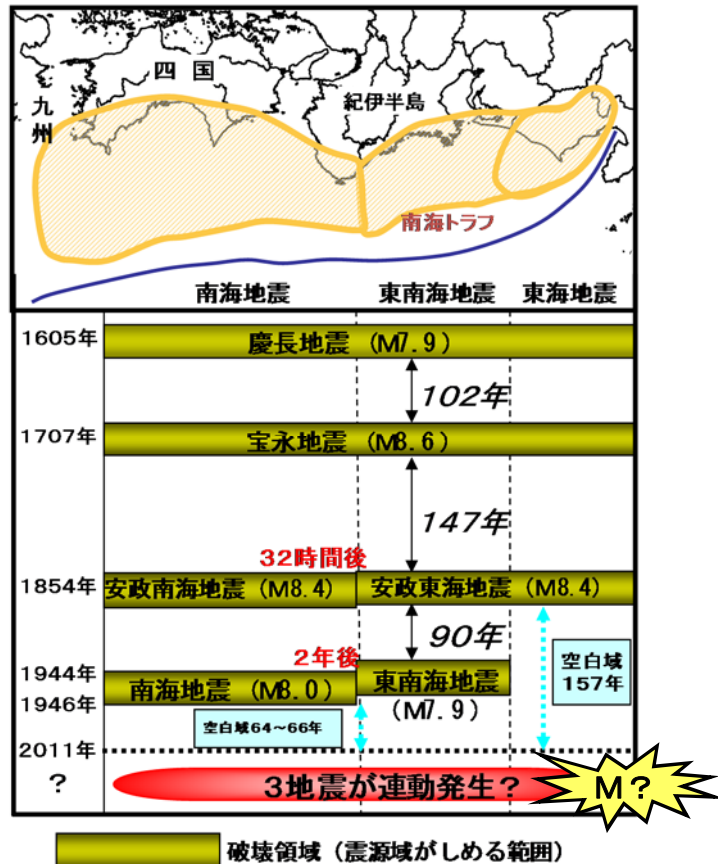 四国
九州
紀伊半島
南海トラフ
南海地震
東南海地震
東海地震
1605年
慶長地震 (M7.9)
102年
1707年
宝永地震 (M8.6)
147年
32時間後
1854年
安政南海地震 (M8.4)
安政東海地震 (M8.4)
90年
2年後
空白域
157年
1944年
南海地震 (M8.0)
東南海地震
(M7.9)
1946年
空白域64~66年
2011年
?
3地震が連動発生?
M?
破壊領域 (震源域がしめる範囲)